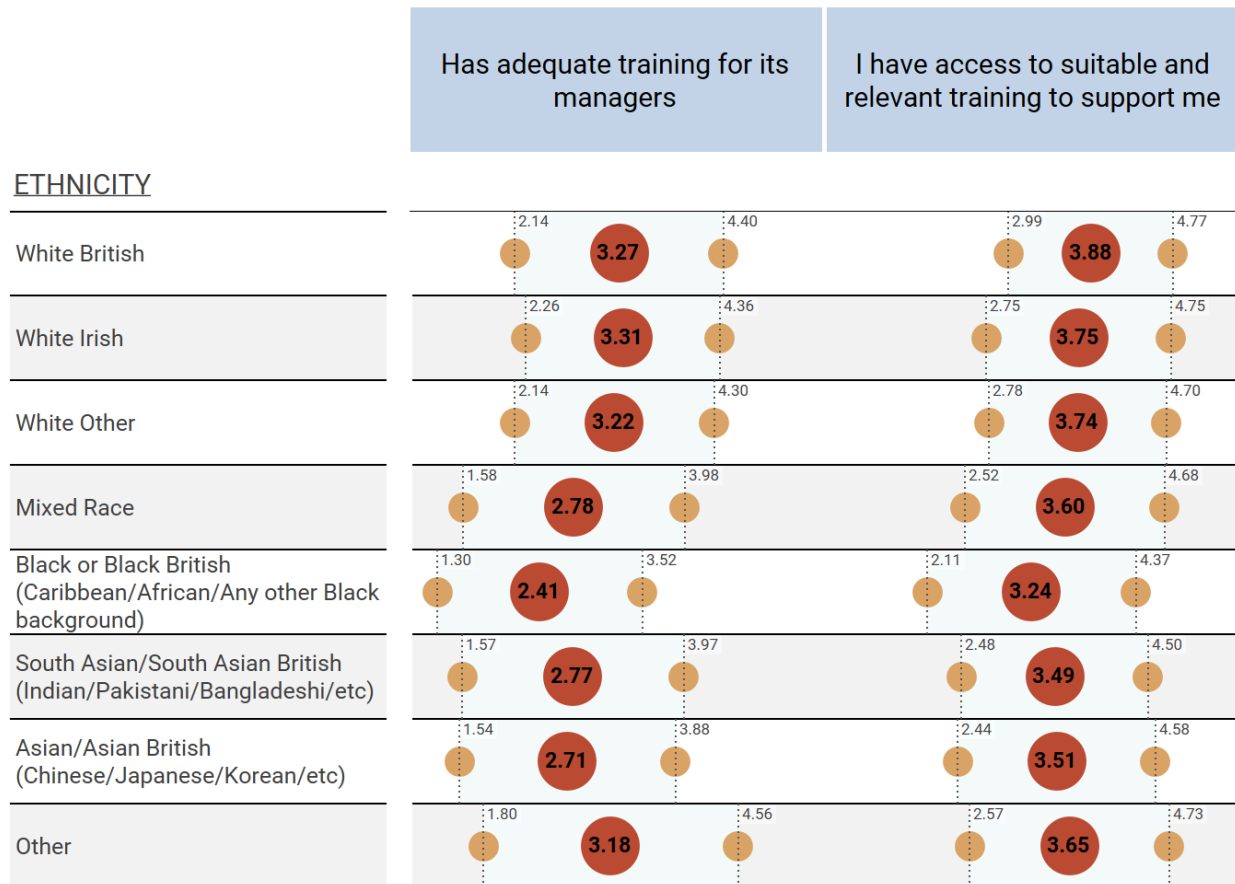 Has adequate training for its
managers
I have access to suitable and
relevant training to support me
ETHNICITY
White British
2.14
3.27
4.40
2.99
3.88
4.77
White Irish
2.26
3.31
4.36
2.75
3.75
4.75
White Other
2.14
3.22
4.30
2.78
3.74
4.70
Mixed Race
1.58
2.78
3.98
2.52
3.60
4.68
Black or Black British
(Caribbean/African/Any other Black
background)
1.30
2.41
3.52
2.11
3.24
4.37
South Asian/South Asian British
(Indian/Pakistani/Bangladeshi/etc)
1.57
2.77
3.97
2.48
3.49
4.50
Asian/Asian British
(Chinese/Japanese/Korean/etc)
1.54
2.71
3.88
2.44
3.51
4.58
Other
1.80
3.18
4.56
2.57
3.65
4.73